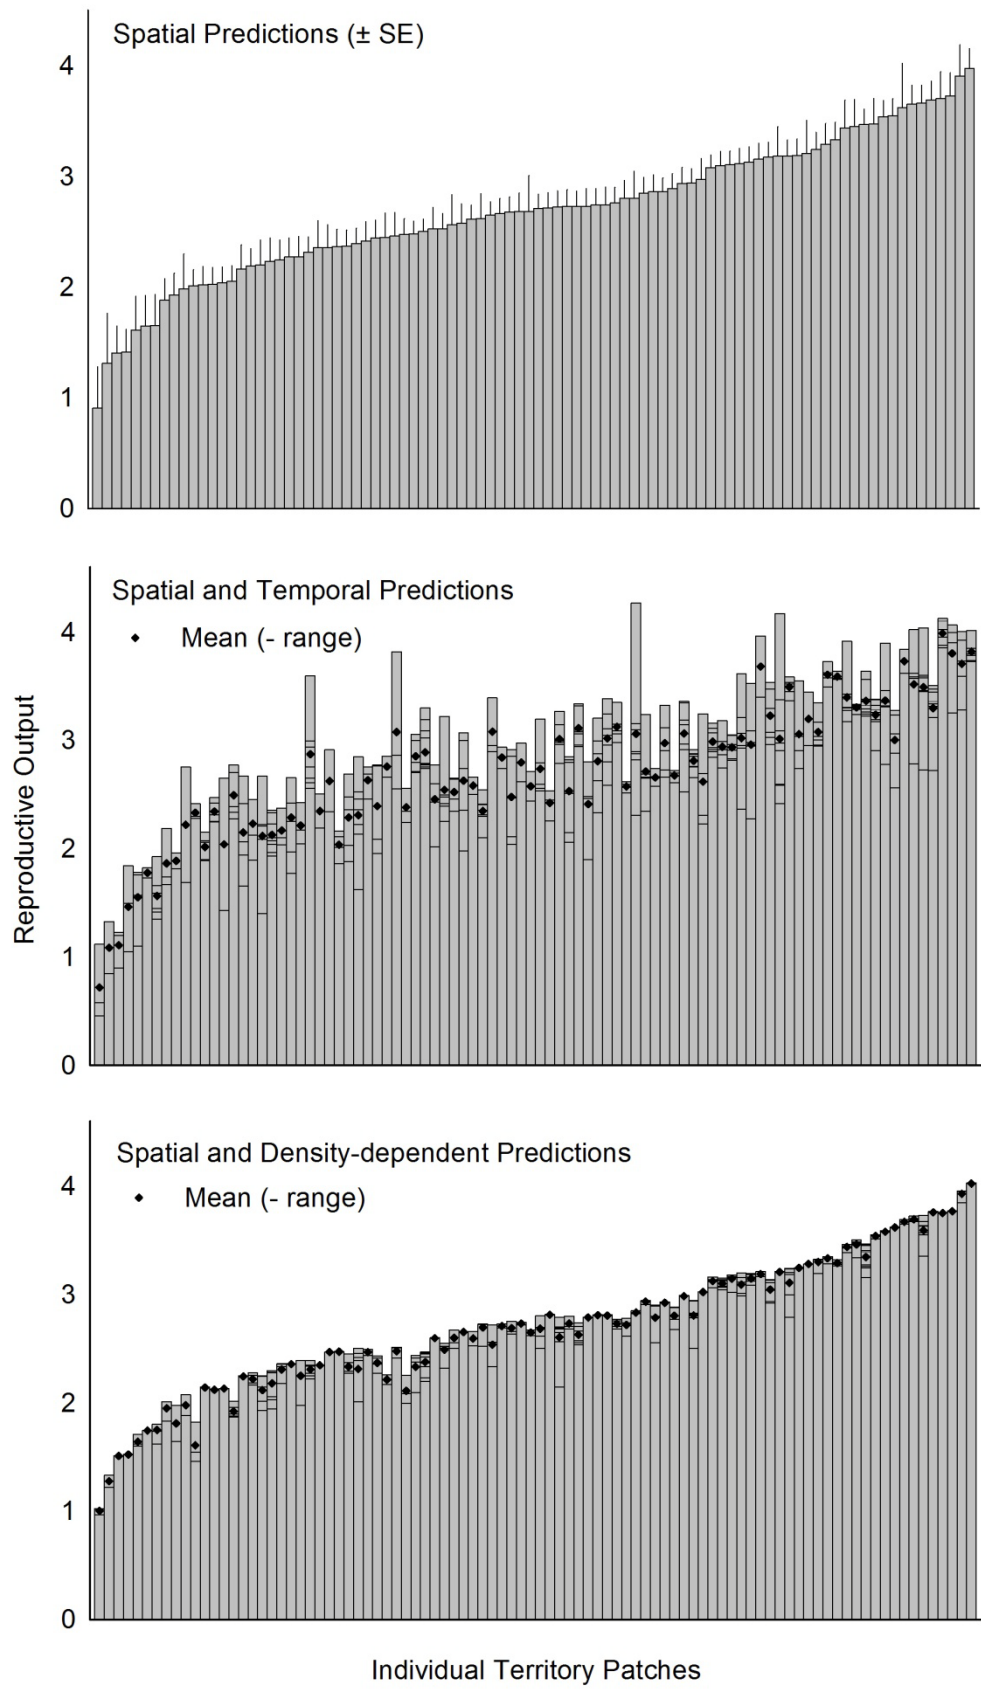 Spatial Predictions (± SE)
4
3
2
1
0
Spatial and Temporal Predictions
Mean (- range)
4
3
2
1
0
Reproductive Output
Spatial and Density-dependent Predictions
Mean (- range)
4
3
2
1
0
Individual Territory Patches